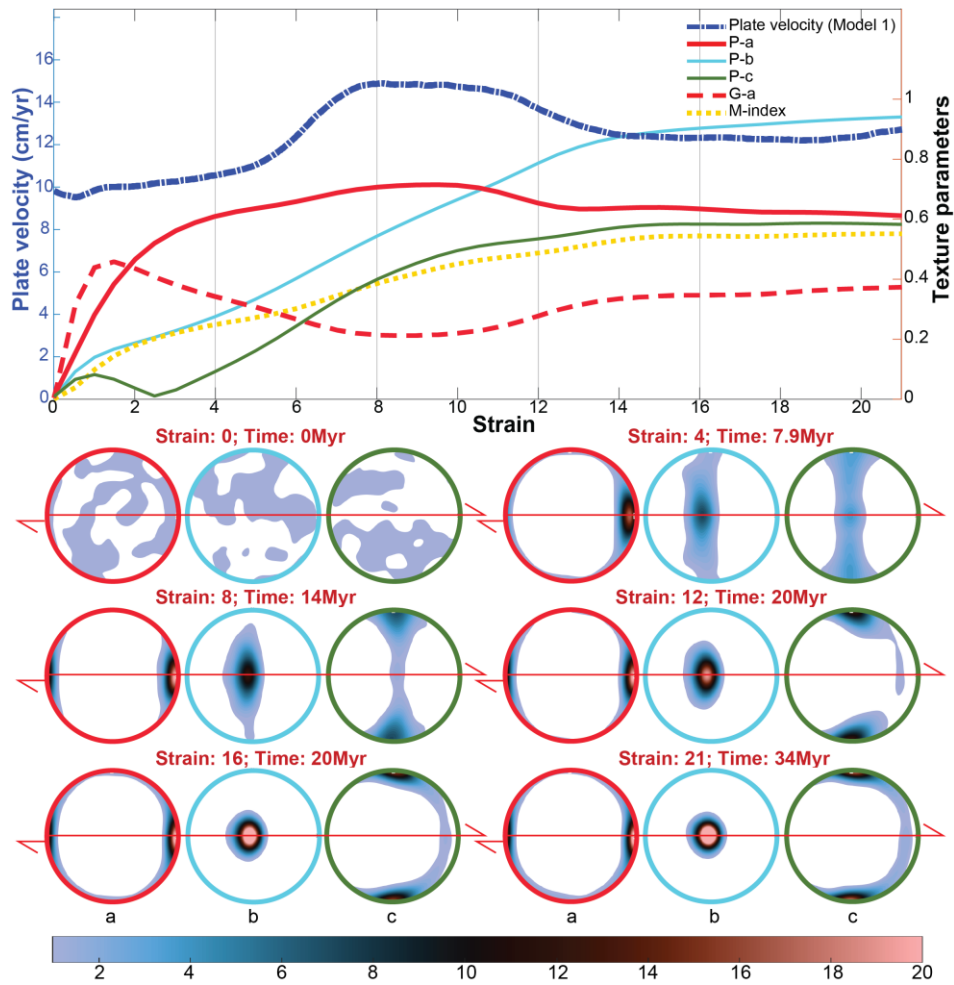 Plate velocity (Model 1)
P-a
P-b
P-c
G-a
M-index
Plate velocity (cm/yr)
16
14
12
10
8
6
4
2
0
Texture parameters
1
0.8
0.6
0.4
0.2
0
0 2 4 6 8 10 12 14 16 18 20
Strain
Strain: 0; Time: 0Myr
Strain: 4; Time: 7.9Myr
Strain: 8; Time: 14Myr
Strain: 12; Time: 20Myr
Strain: 16; Time: 20Myr
Strain: 21; Time: 34Myr
a b c a b c
2 4 6 8 10 12 14 16 18 20